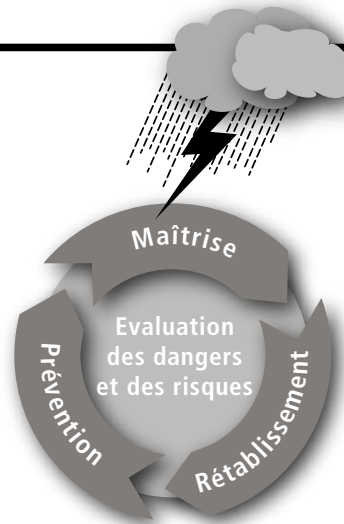 Maîtrise
Evaluation
des dangers
et des risques
Prévention
Rétablissement